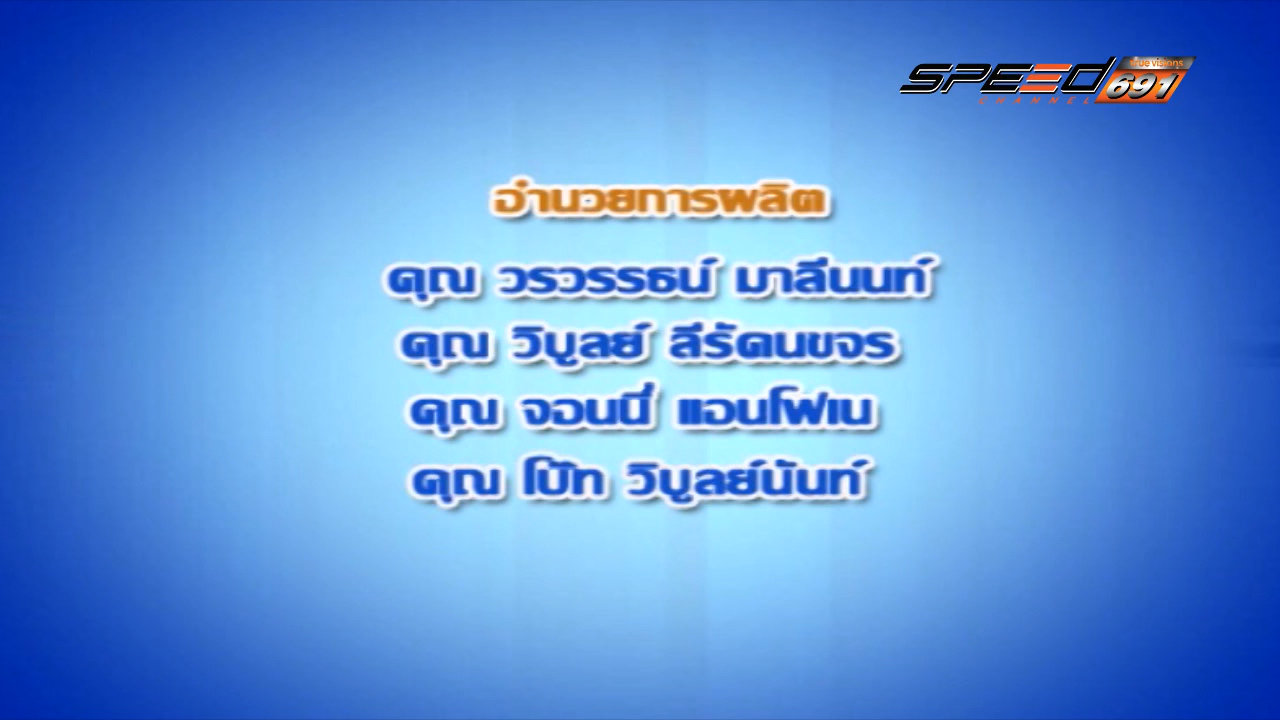 SPEED
true visions
CHANNEL 691
อำนวยการผลิต
คุณ วรวรรธน์ มาลีนนท์
คุณ วิบูลย์ ลีรัตนขจร
คุณ จอนนี่ แอนโฟเน
คุณ โป๊ท วิบูลย์นันท์